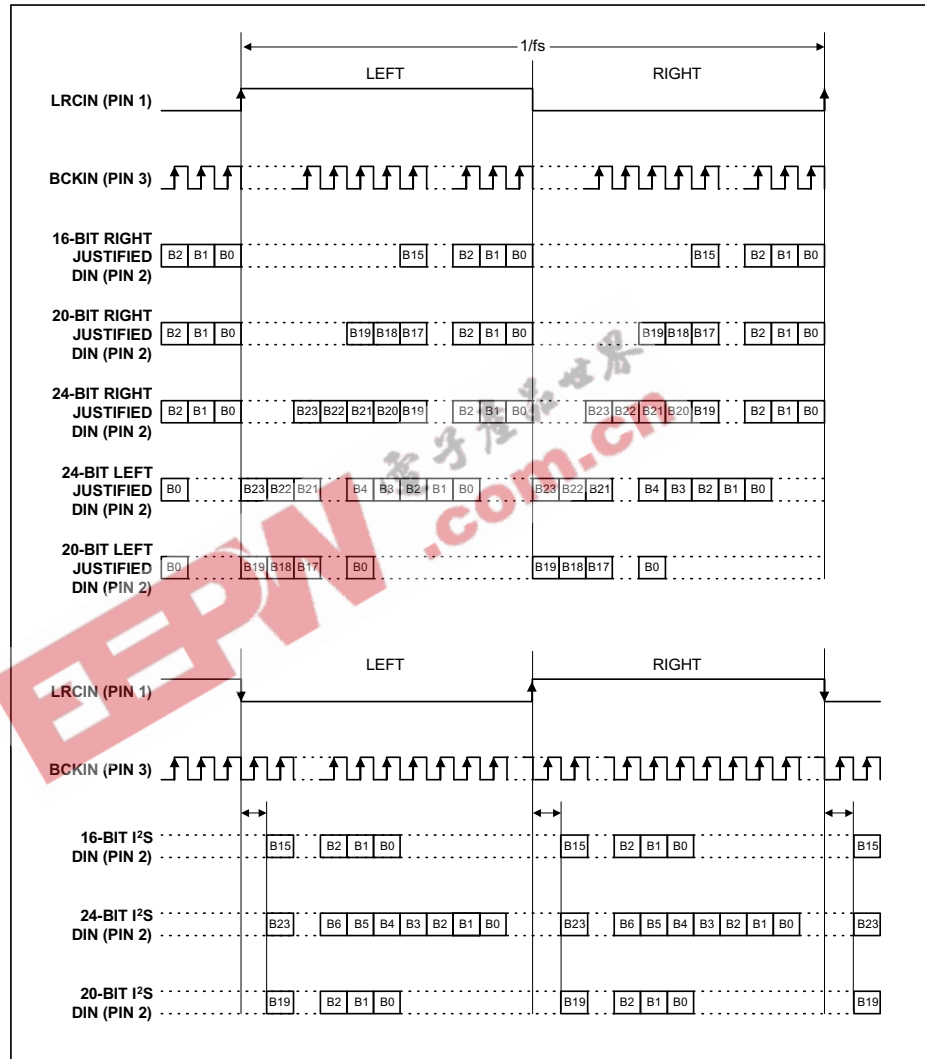 1/fs
LEFT RIGHT
LRCIN (PIN 1)
BCKIN (PIN 3)
16-BIT RIGHT
JUSTIFIED
DIN (PIN 2)
B2 B1 B0 B15 B2 B1 B0 B15 B2 B1 B0
20-BIT RIGHT
JUSTIFIED
DIN (PIN 2)
B2 B1 B0 B19 B18 B17 B2 B1 B0 B19 B18 B17 B2 B1 B0
24-BIT RIGHT
JUSTIFIED
DIN (PIN 2)
B2 B1 B0 B23 B22 B21 B20 B19 B2 B1 B0 B23 B22 B21 B20 B19 B2 B1 B0
24-BIT LEFT
JUSTIFIED
DIN (PIN 2)
B0 B23 B22 B21 B4 B3 B2 B1 B0 B23 B22 B21 B4 B3 B2 B1 B0
20-BIT LEFT
JUSTIFIED
DIN (PIN 2)
B0 B19 B18 B17 B0 B19 B18 B17 B0
電子產品世界
EEPW.com.cn
LEFT RIGHT
LRCIN (PIN 1)
BCKIN (PIN 3)
16-BIT I²S
DIN (PIN 2)
B15 B2 B1 B0 B15 B2 B1 B0 B15
24-BIT I²S
DIN (PIN 2)
B23 B6 B5 B4 B3 B2 B1 B0 B23 B6 B5 B4 B3 B2 B1 B0 B23
20-BIT I²S
DIN (PIN 2)
B19 B2 B1 B0 B19 B2 B1 B0 B19